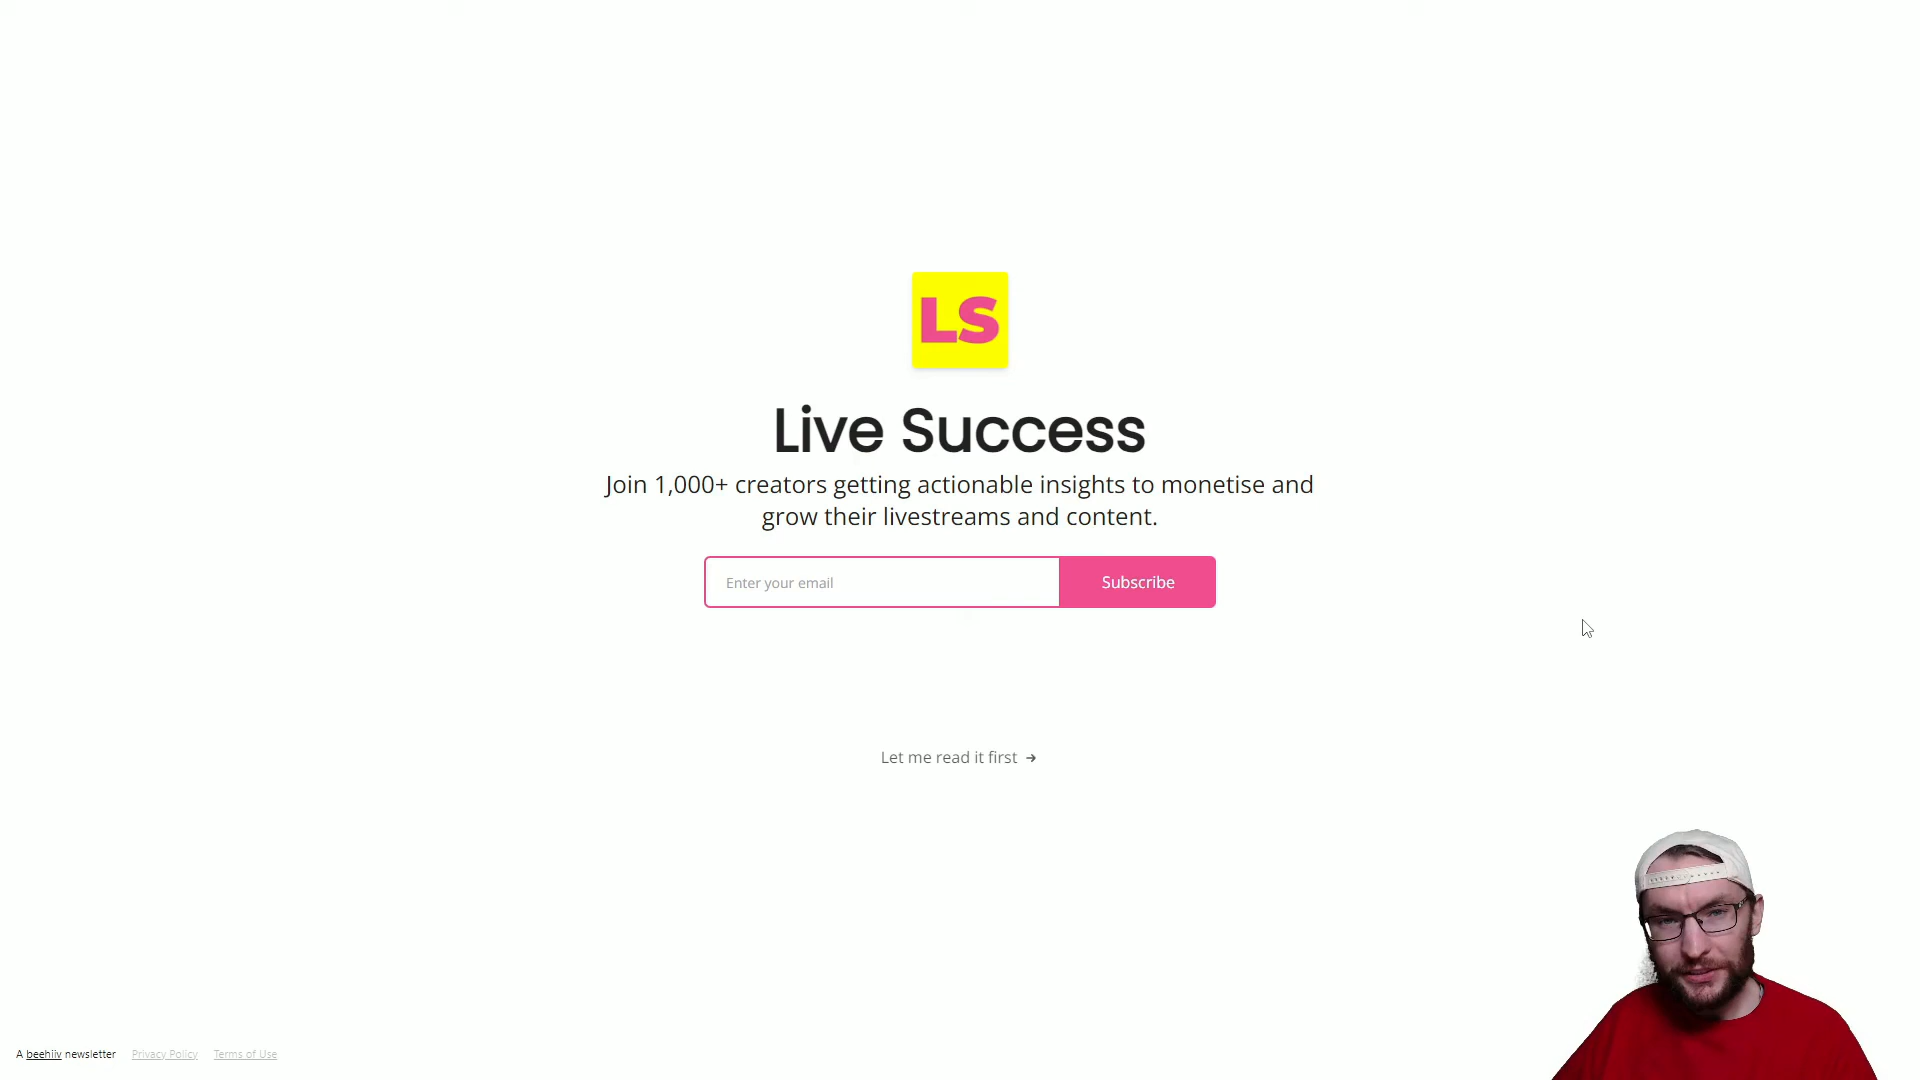 LS
Live Success
Join 1,000+ creators getting actionable insights to monetise and
grow their livestreams and content.
Enter your email Subscribe
Let me read it first →
A beehiiv newsletter Privacy Policy Terms of Use